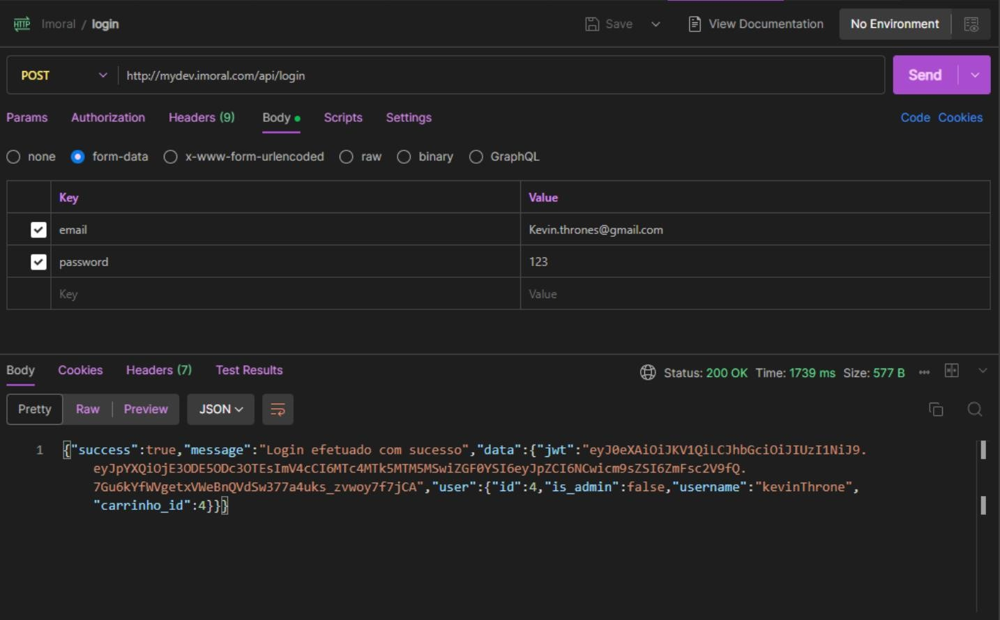 HTTP Imoral / login Save View Documentation No Environment
POST http://mydev.imoral.com/api/login Send
Params Authorization Headers (9) Body Scripts Settings Code Cookies
none form-data x-www-form-urlencoded raw binary GraphQL
Key Value
email Kevin.thrones@gmail.com
password 123
Key Value
Body Cookies Headers (7) Test Results Status: 200 OK Time: 1739 ms Size: 577 B
Pretty Raw Preview JSON
1 {"success":true,"message":"Login efetuado com sucesso","data":{"jwt":"eyJ0eXAiOiJKV1QiLCJhbGciOiJIUzI1NiJ9.
eyJpYXQiOjE3ODE5ODc3OTEsImV4cCI6MTc4MTk5MTM5MSwiZGF0YSI6eyJpZCI6NCwicm9sZSI6ZmFsc2V9fQ.
7Gu6kYfWVgetxVWeBnQVdSw377a4uks_zvwoy7f7jCA","user":{"id":4,"is_admin":false,"username":"kevinThrone",
"carrinho_id":4}}}